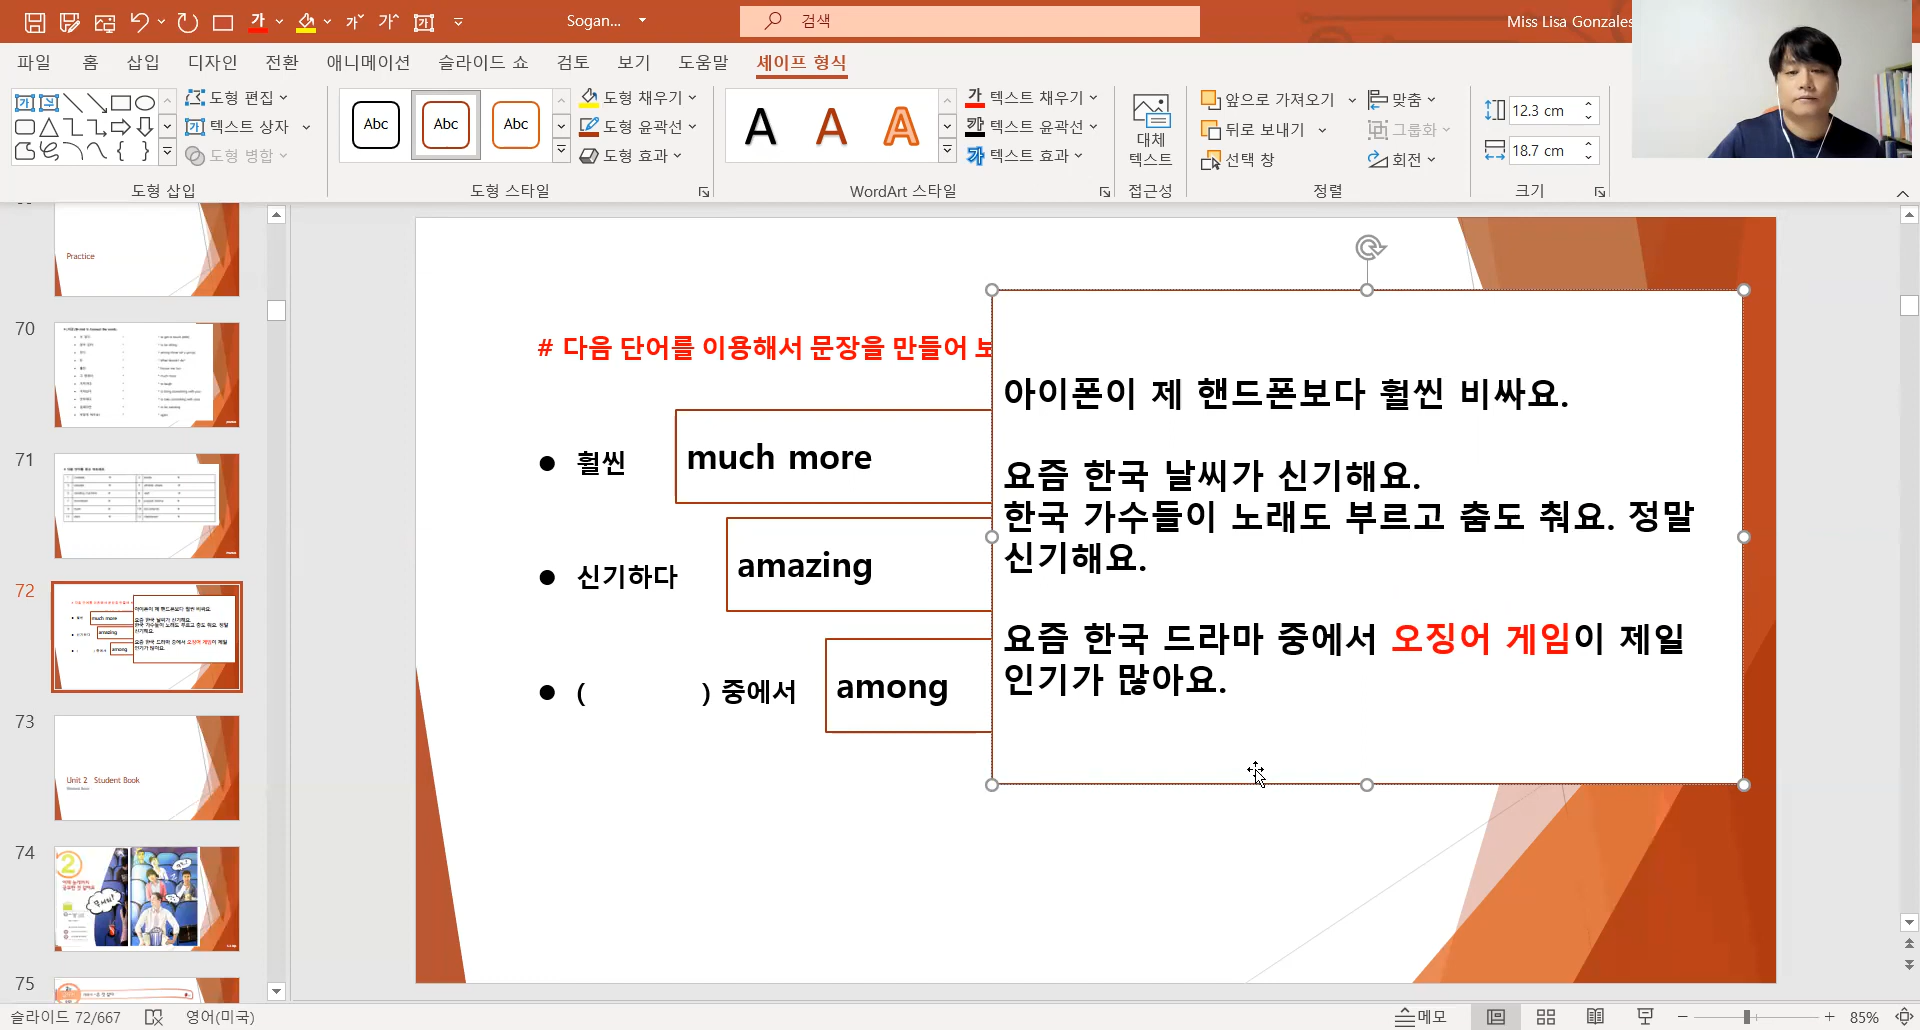 Sogan...
검색
Miss Lisa Gonzales
파일 홈 삽입 디자인 전환 애니메이션 슬라이드 쇼 검토 보기 도움말 셰이프 형식
도형 편집
텍스트 상자
도형 병합
도형 삽입
Abc Abc Abc
도형 채우기
도형 윤곽선
도형 효과
도형 스타일
A A A
텍스트 채우기
텍스트 윤곽선
텍스트 효과
WordArt 스타일
대체
텍스트
접근성
앞으로 가져오기
뒤로 보내기
선택 창
맞춤
그룹화
회전
정렬
12.3 cm
18.7 cm
크기
Practice
70
71
72
73
Unit 2 Student Book
74
75
# 다음 단어를 이용해서 문장을 만들어 보
● 훨씬
much more
● 신기하다
amazing
● ( ) 중에서
among
아이폰이 제 핸드폰보다 훨씬 비싸요.
요즘 한국 날씨가 신기해요.
한국 가수들이 노래도 부르고 춤도 춰요. 정말
신기해요.
요즘 한국 드라마 중에서 오징어 게임이 제일
인기가 많아요.
슬라이드 72/667
영어(미국)
메모
85%